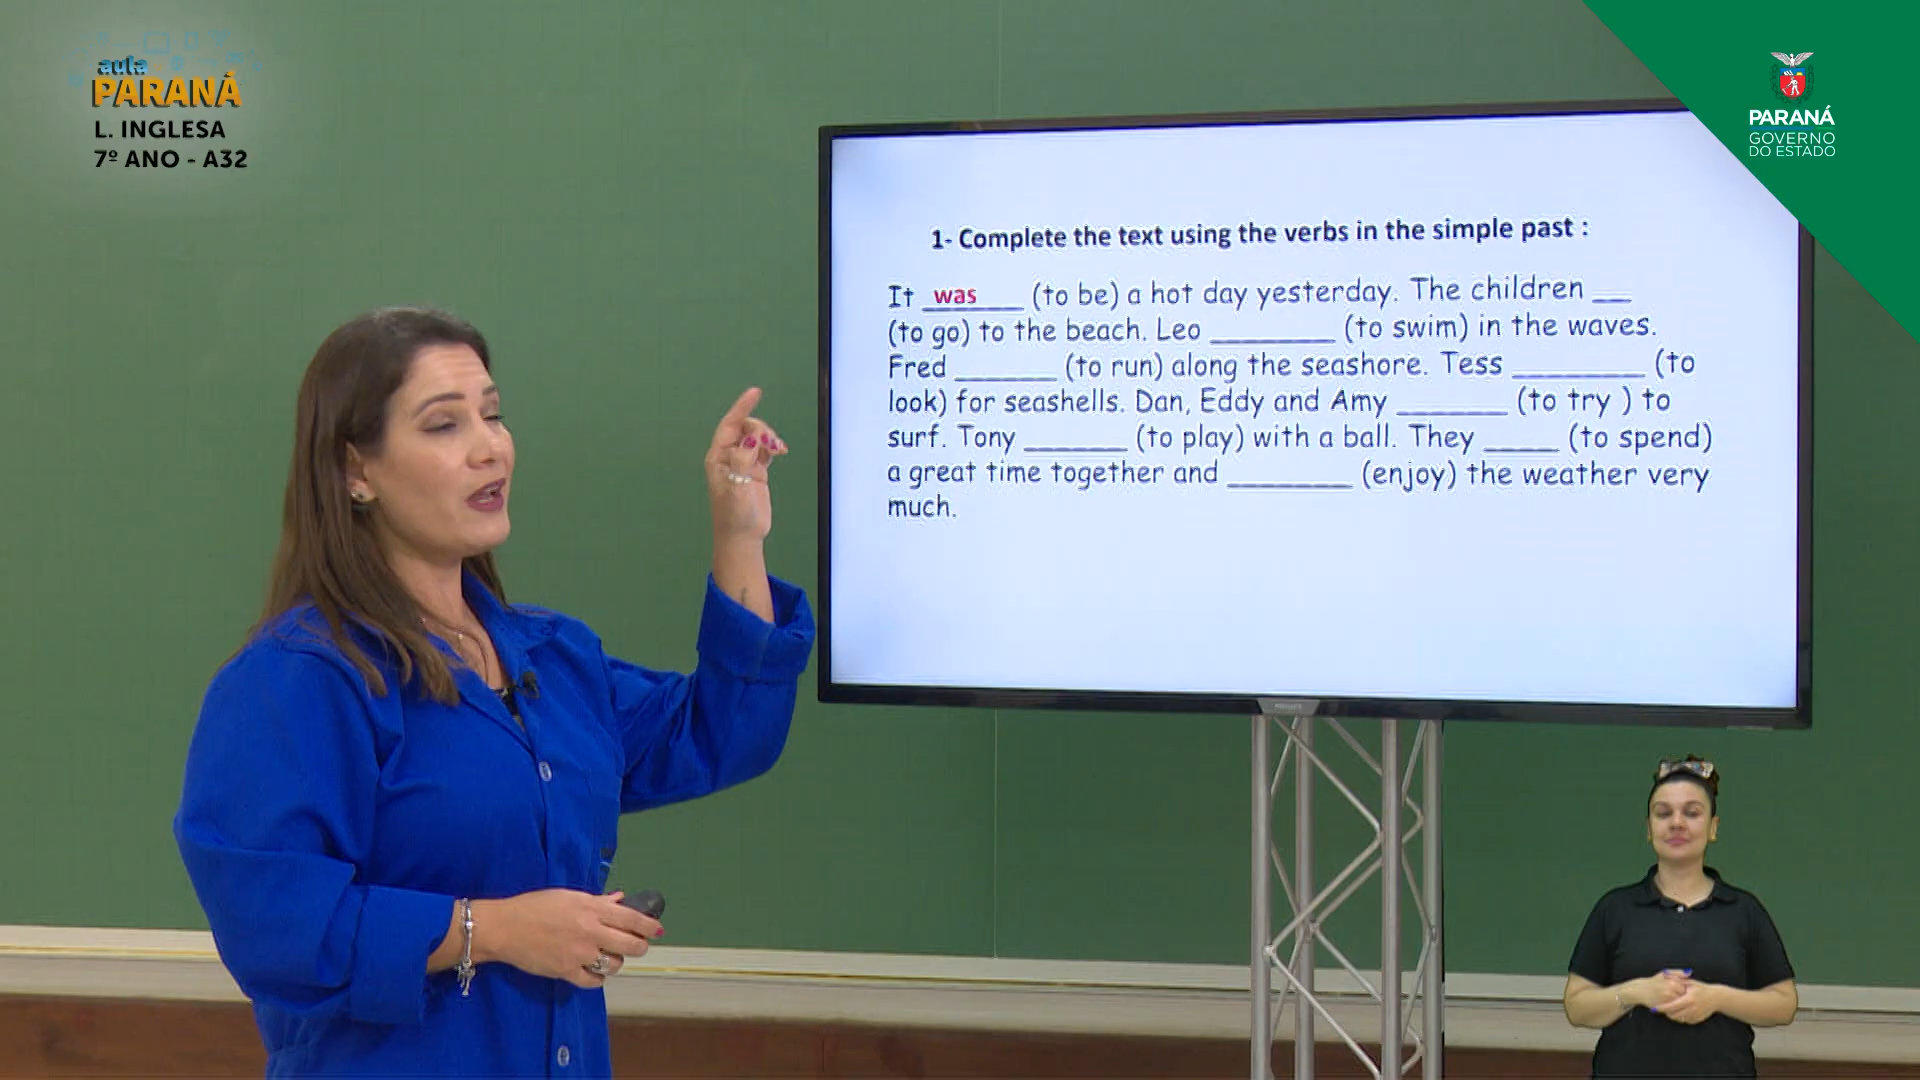 aula
PARANÁ
L. INGLESA
7º ANO - A32
PARANÁ
GOVERNO
DO ESTADO
1- Complete the text using the verbs in the simple past :
It was______ (to be) a hot day yesterday. The children __
(to go) to the beach. Leo ________ (to swim) in the waves.
Fred _______ (to run) along the seashore. Tess _________ (to
look) for seashells. Dan, Eddy and Amy _______ (to try ) to
surf. Tony _______ (to play) with a ball. They _____ (to spend)
a great time together and ________ (enjoy) the weather very
much.